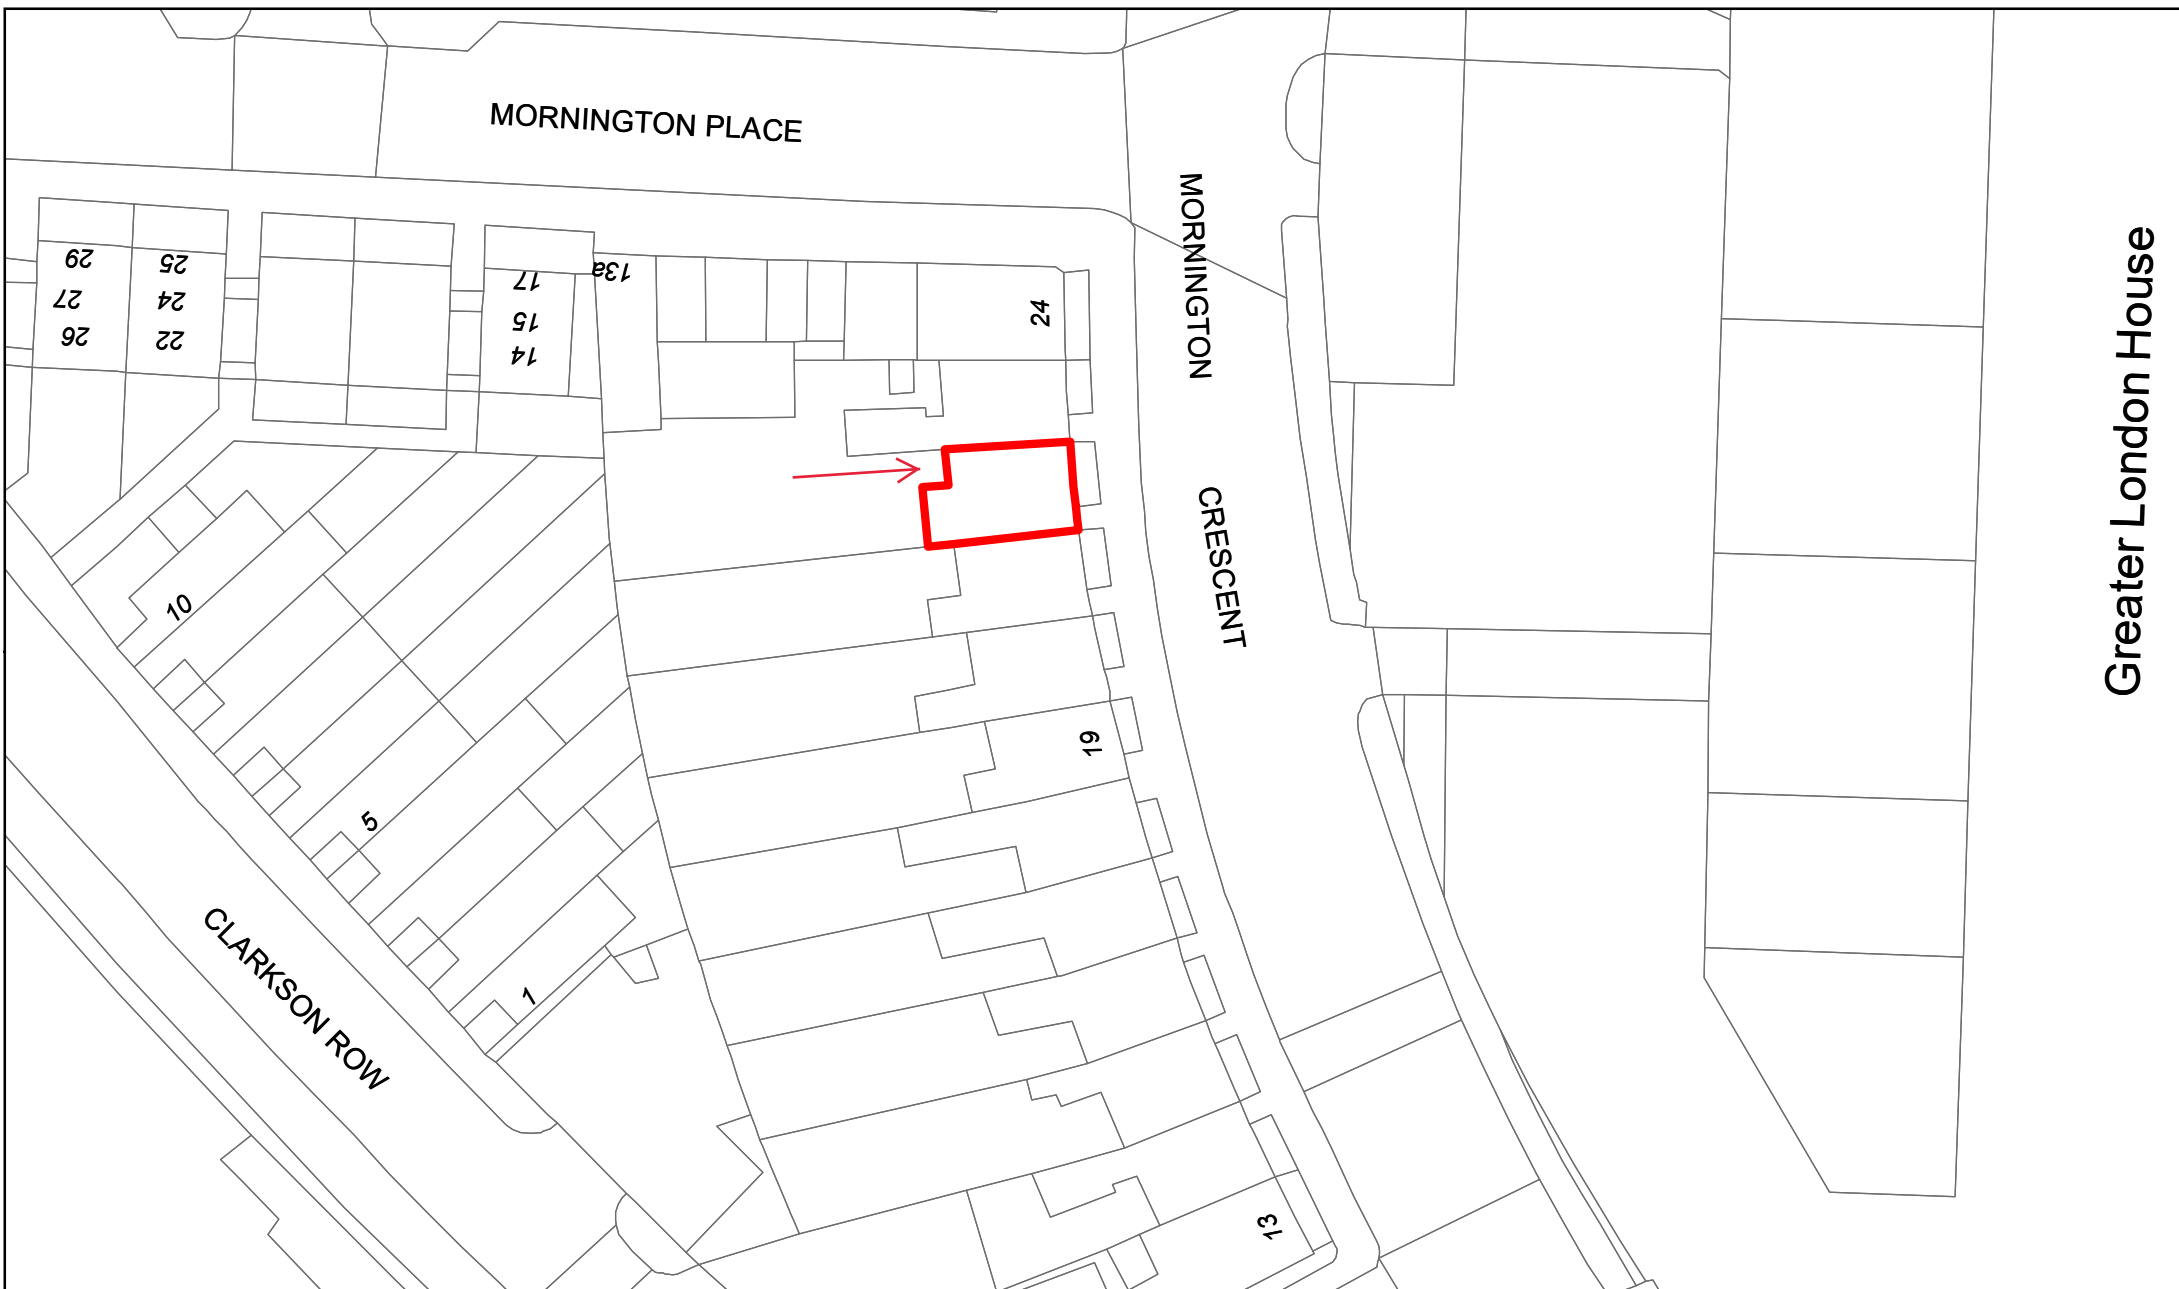 MORNINGTON PLACE
MORNINGTON
CRESCENT
Greater London House
29
27
26
25
24
22
17
15
14
13a
24
10
5
1
19
13
CLARKSON ROW